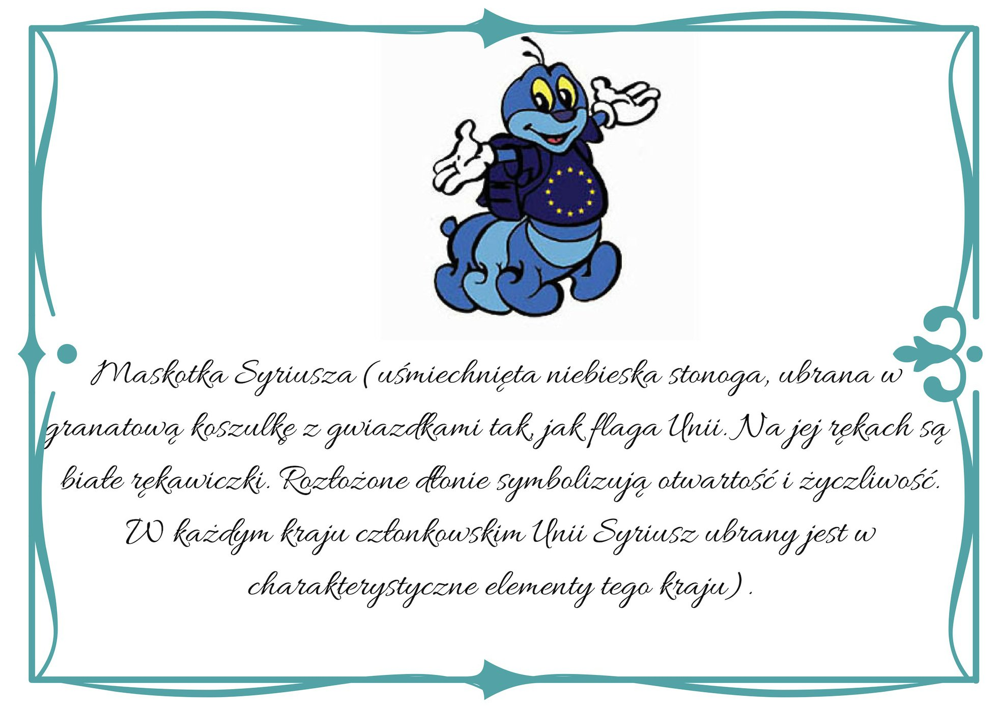 Maskotka Syriusza (uśmiechnięta niebieska stonoga, ubrana w
granatową koszulkę z gwiazdkami tak, jak flaga Unii. Na jej rękach są
białe rękawiczki. Rozłożone dłonie symbolizują otwartość i życzliwość.
W każdym kraju członkowskim Unii Syriusz ubrany jest w
charakterystyczne elementy tego kraju) .